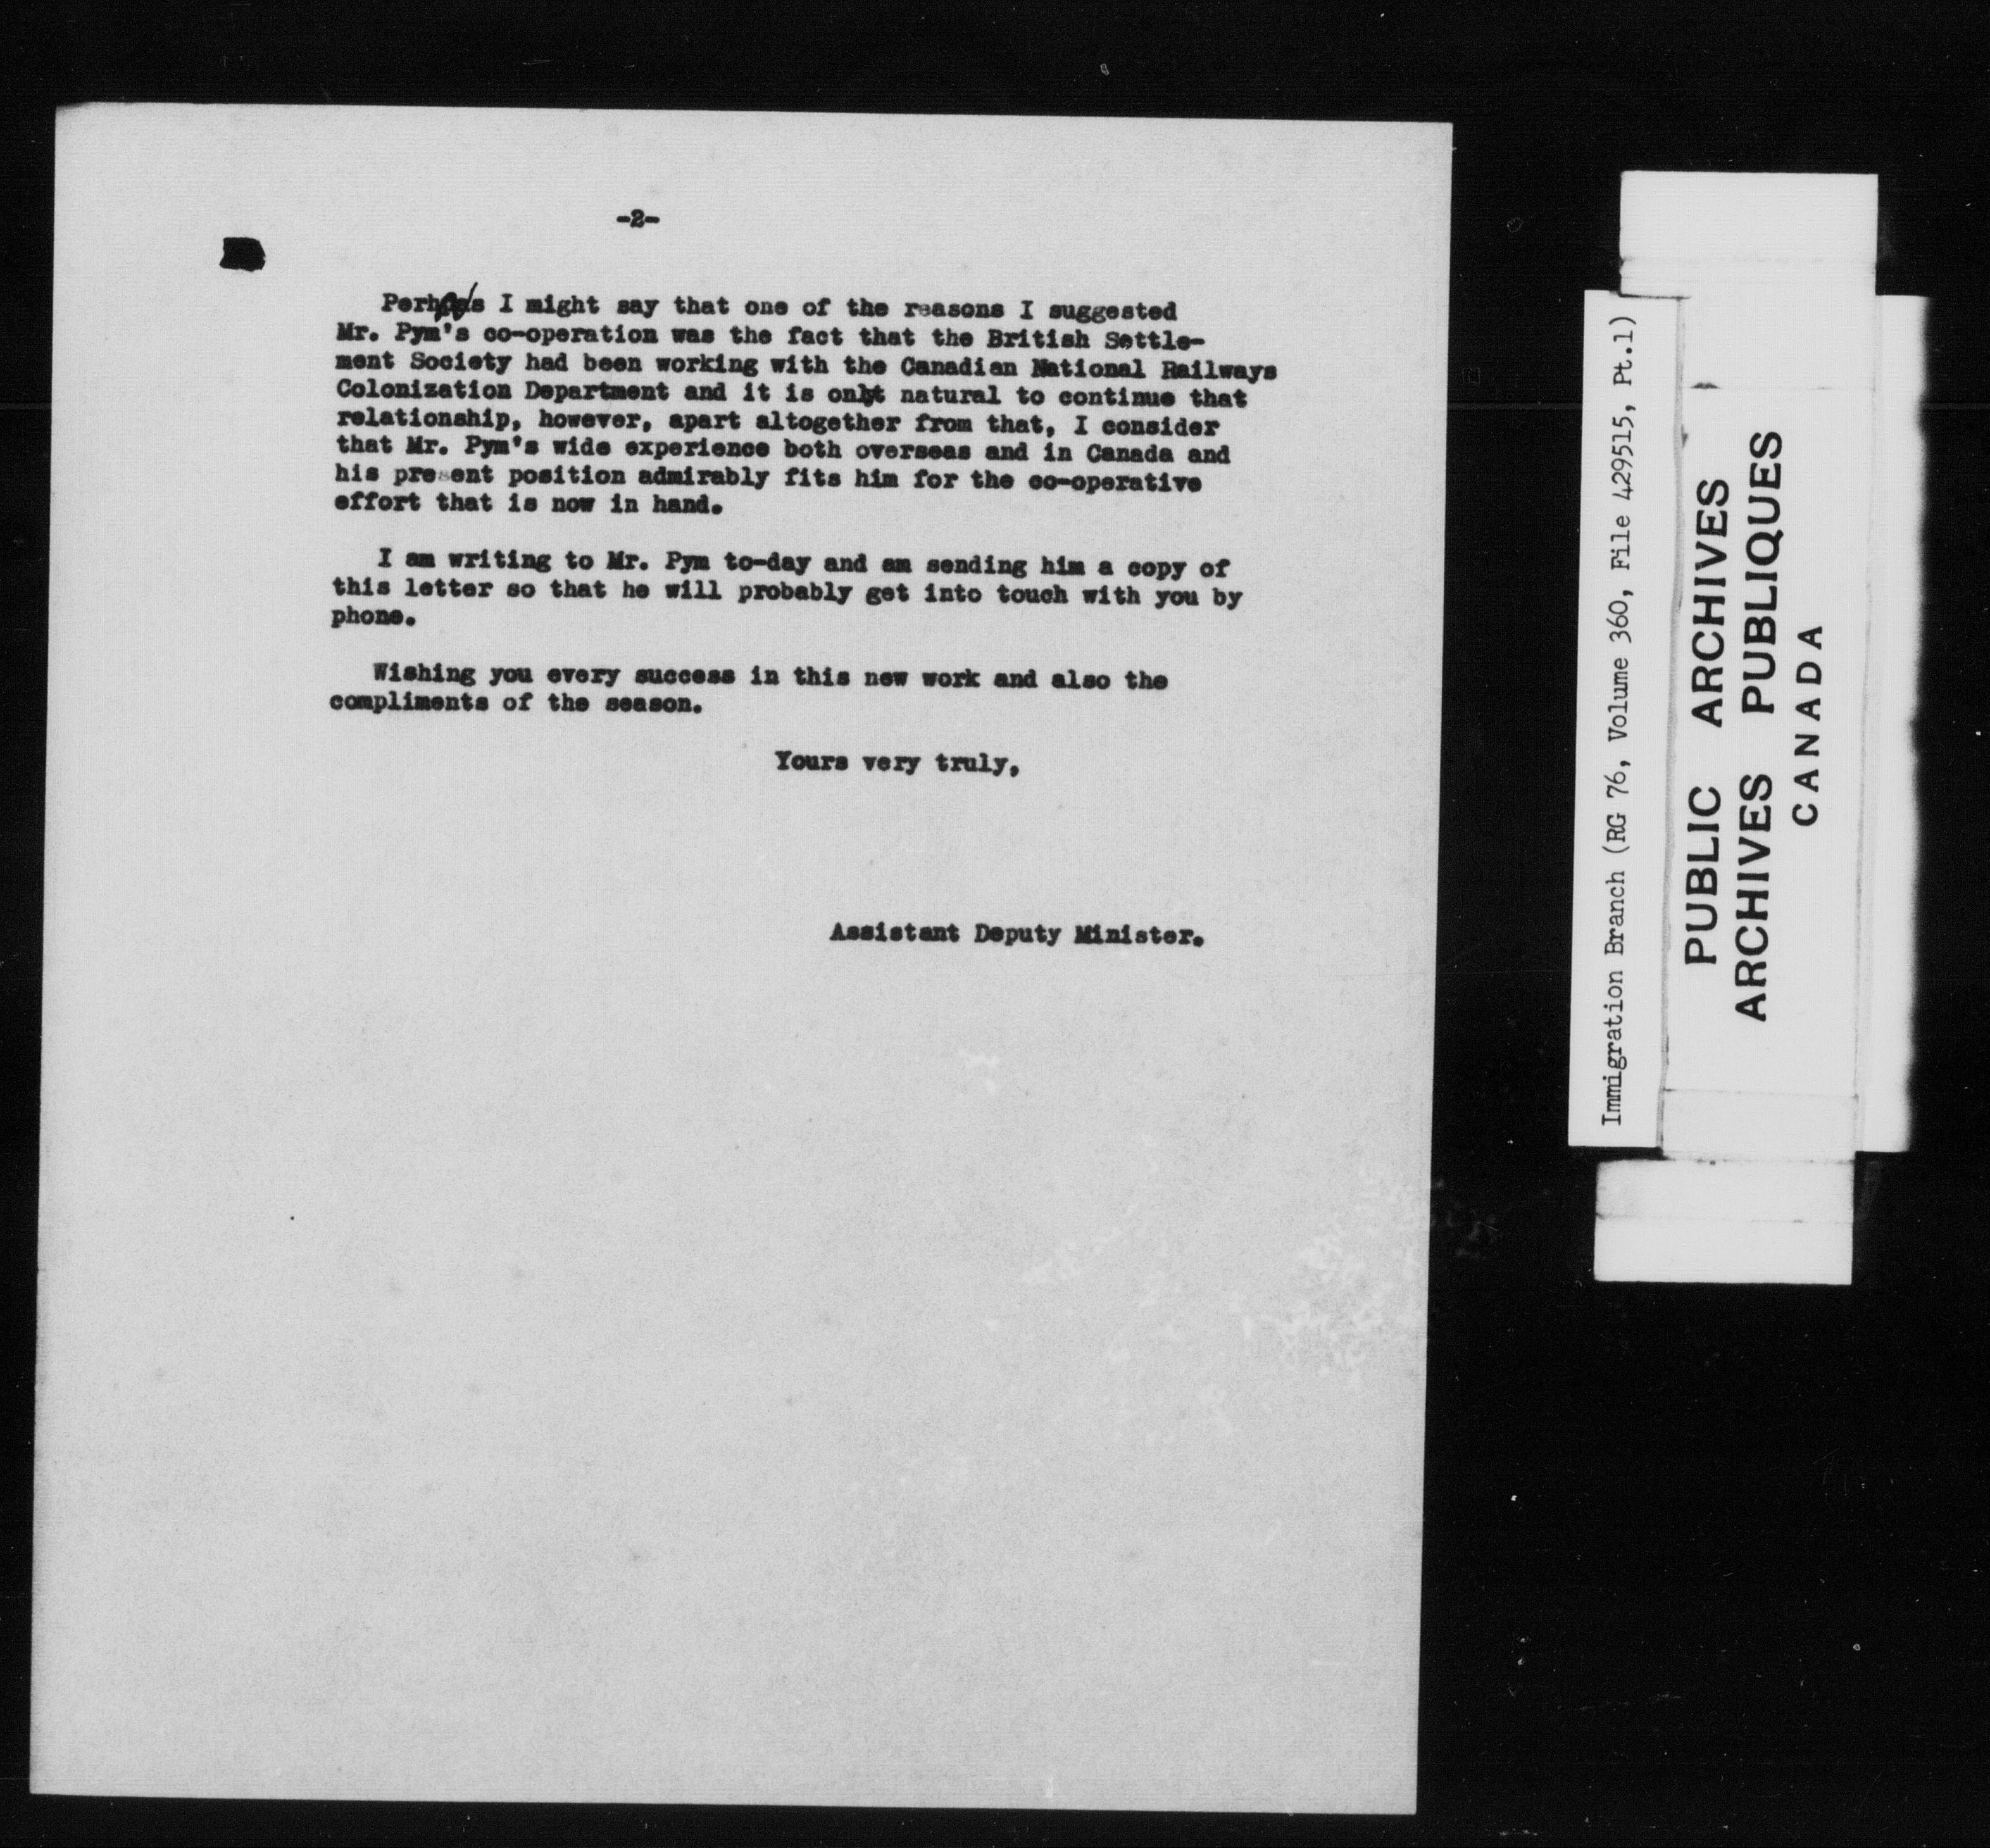 -2-
Perhaps I might say that one of the reasons I suggested
Mr. Pym's co-operation was the fact that the British Settle-
ment Society had been working with the Canadian National Railways
Colonization Department and it is only natural to continue that
relationship, however, apart altogether from that, I consider
that Mr. Pym's wide experience both overseas and in Canada and
his present position admirably fits him for the co-operative
effort that is now in hand.
I am writing to Mr. Pym to-day and am sending him a copy of
this letter so that he will probably get into touch with you by
phone.
Wishing you every success in this new work and also the
compliments of the season.
Yours very truly,
Assistant Deputy Minister.
Immigration Branch (RG 76, Volume 360, File 429515, Pt.1)
PUBLIC ARCHIVES
ARCHIVES PUBLIQUES
CANADA